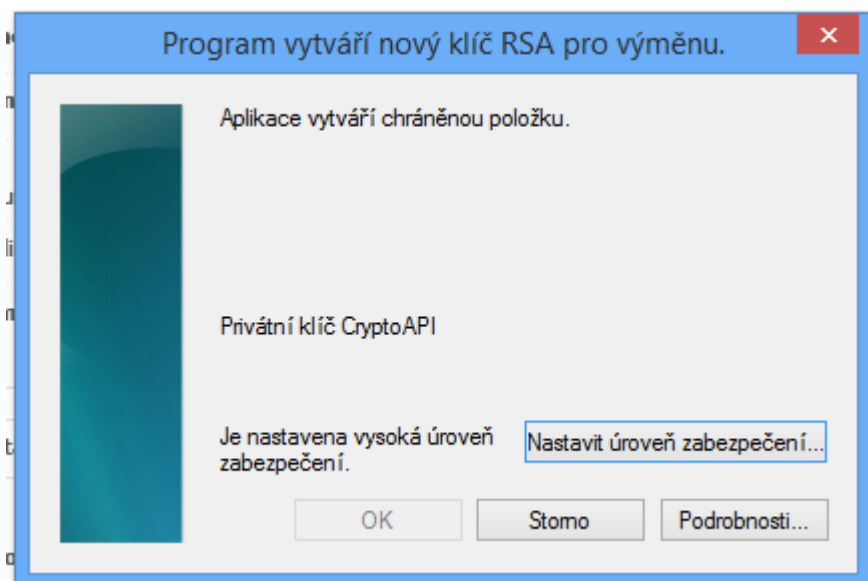 Program vytváří nový klíč RSA pro výměnu.
Aplikace vytváří chráněnou položku.
Privátní klíč CryptoAPI
Je nastavena vysoká úroveň
zabezpečení.
Nastavit úroveň zabezpečení...
OK
Storno
Podrobnosti...